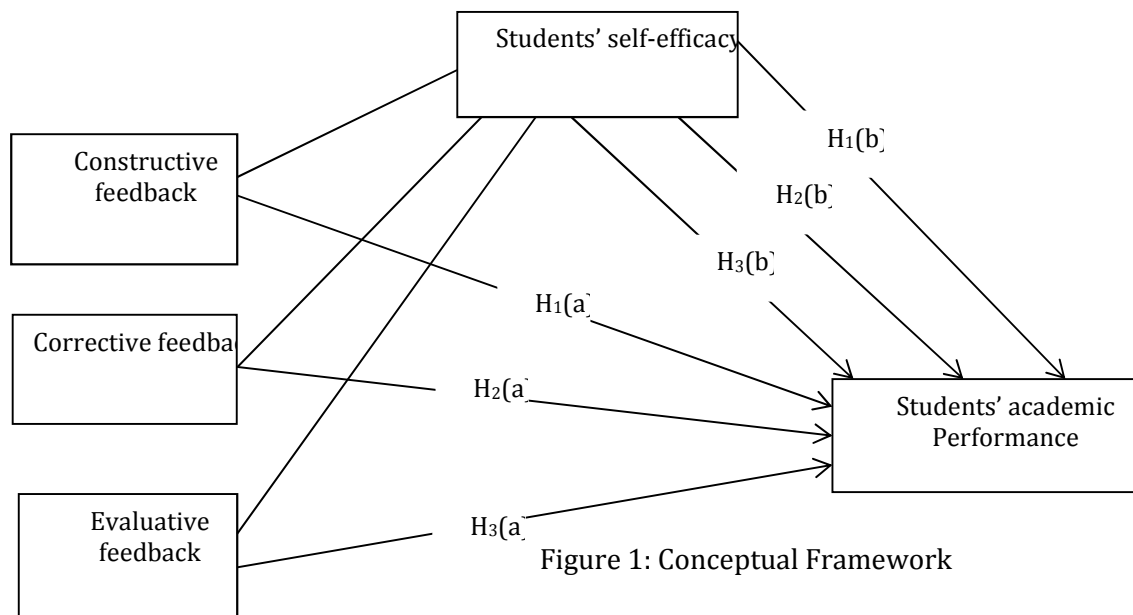 Students’ self-efficacy
Constructive
feedback
H1(b)
H2(b)
H3(b)
H1(a)
Corrective feedba
H2(a)
Students’ academic
Performance
Evaluative
feedback
H3(a)
Figure 1: Conceptual Framework